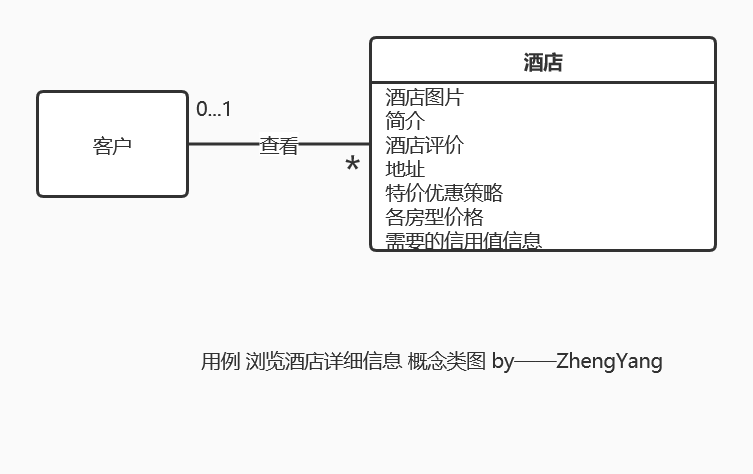 酒店
酒店图片
简介
酒店评价
地址
特价优惠策略
各房型价格
需要的信用值信息
客户
0...1
查看
*
用例 浏览酒店详细信息 概念类图 by——ZhengYang